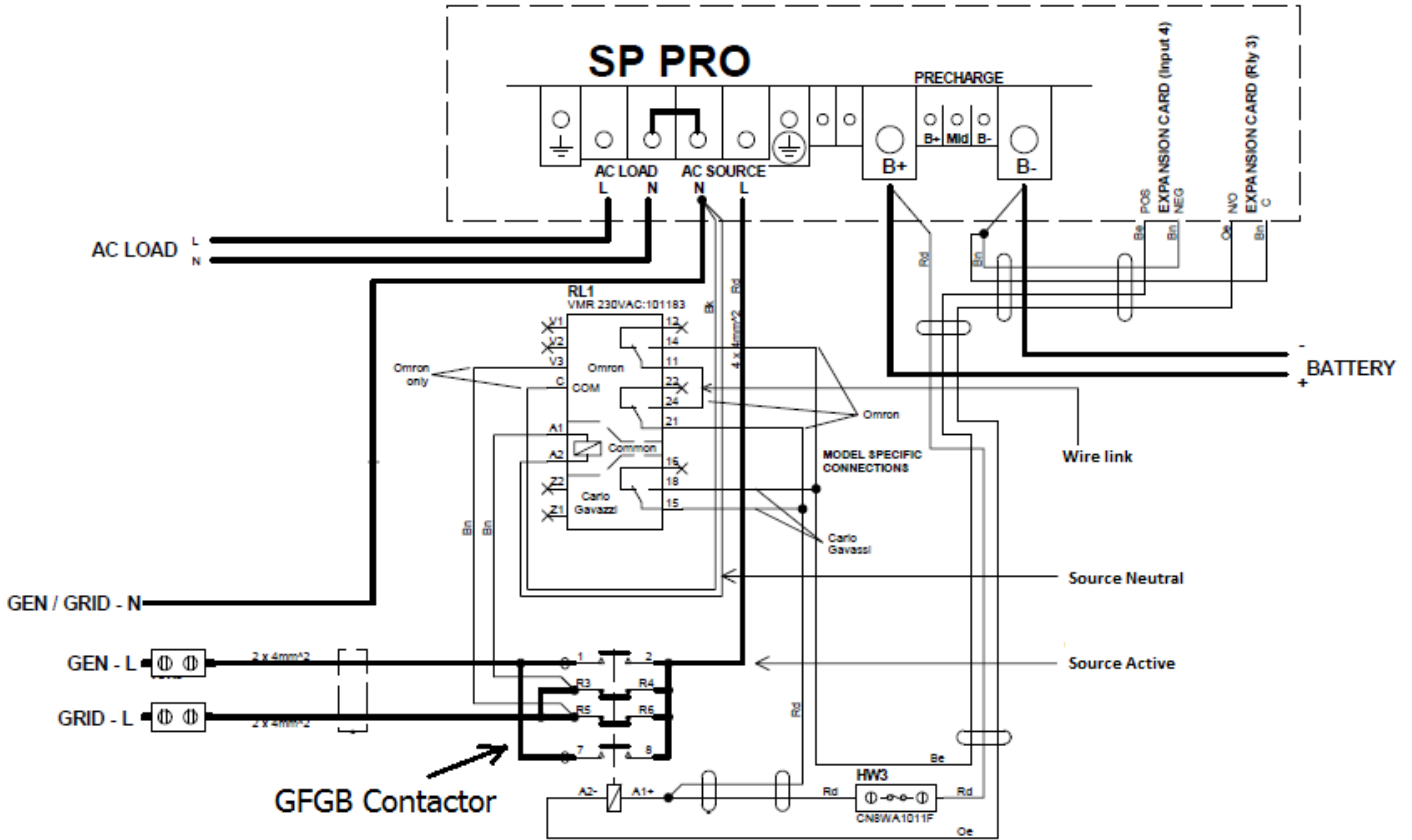 SP PRO
PRECHARGE
B+ Mid B-
B+
B-
EXPANSION CARD (Input 4)
POS
NEG
EXPANSION CARD (Rly 3)
N/O
C
AC LOAD
AC SOURCE
L N N L
AC LOAD
L
N
Be
Bn
Oe
Bn
Rd
Bn
Rd
Bk
4 x 4mm^2
RL1
VMR 230VAC:101183
V1
V2
V3
C
COM
A1
A2
Z2
Z1
Omron
Common
Carlo
Gavazzi
12
14
11
22
24
21
16
18
15
Omron
only
Omron
MODEL SPECIFIC
CONNECTIONS
Carlo
Gavassi
Wire link
-
BATTERY
+
Bn
Bn
Source Neutral
GEN / GRID - N
GEN - L
2 x 4mm^2
GRID - L
2 x 4mm^2
1
2
R3
R4
R5
R6
7
8
Source Active
GFGB Contactor
Rd
A2-
A1+
Be
HW3
Rd
Rd
CN8WA1011F
Oe